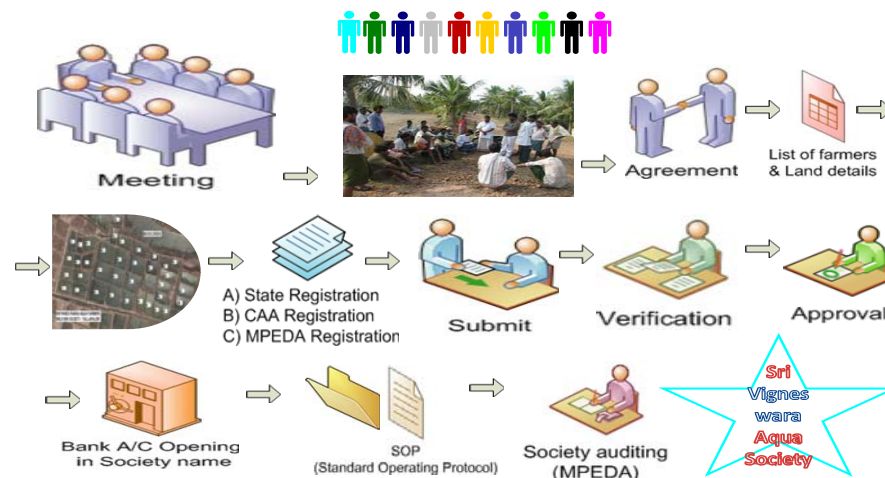 Meeting
Agreement
List of farmers
& Land details
A) State Registration
B) CAA Registration
C) MPEDA Registration
Submit
Verification
Approval
Bank A/C Opening
in Society name
SOP
(Standard Operating Protocol)
Society auditing
(MPEDA)
Sri
Vignes
wara
Aqua
Society